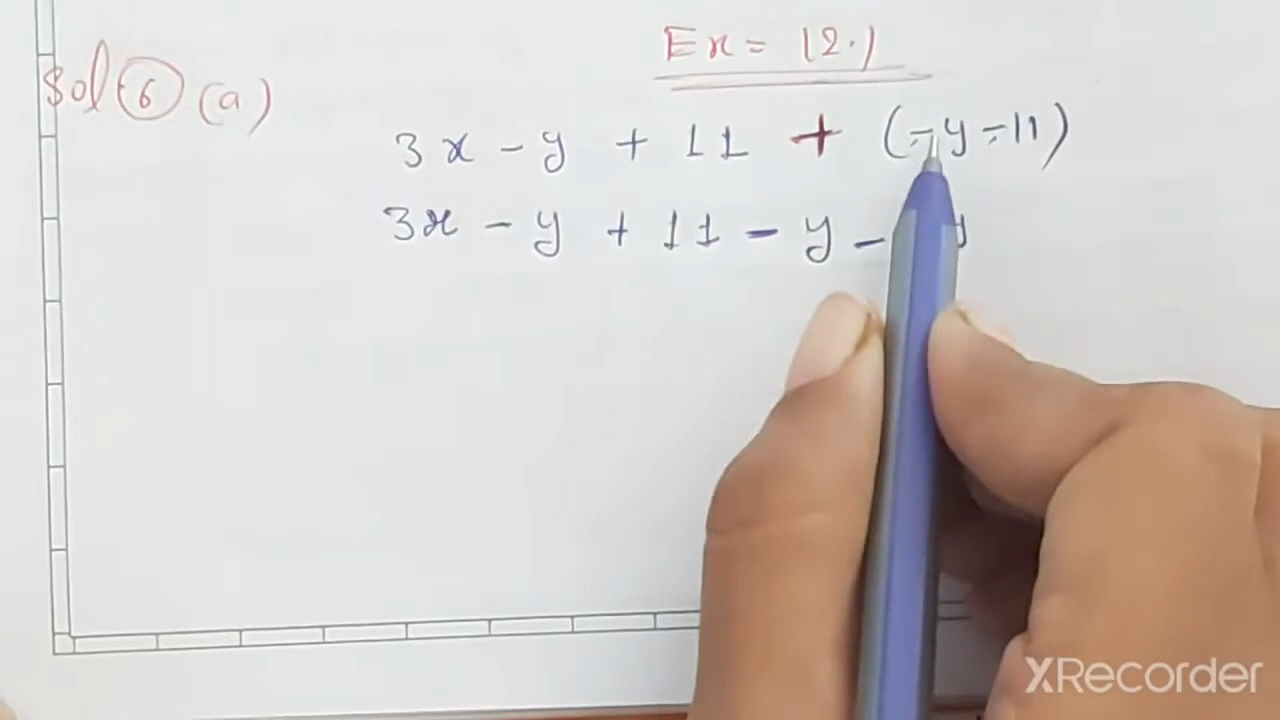 Ex = 12.1
Sol 6 (a)
3x - y + 11 + (-y -11)
3x - y + 11 - y -
XRecorder